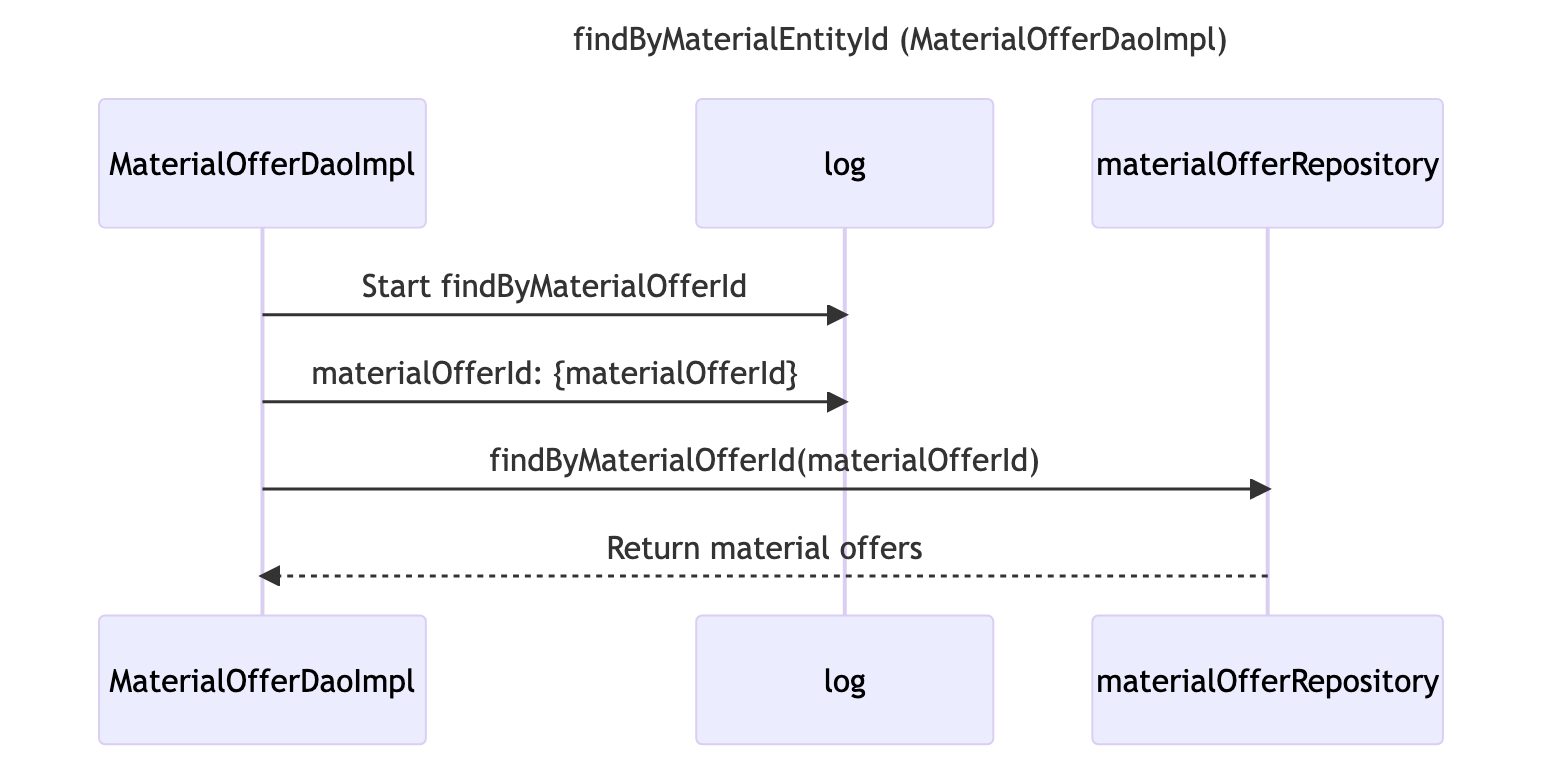 findByMaterialEntityId (MaterialOfferDaoImpl)
MaterialOfferDaoImpl
log
materialOfferRepository
Start findByMaterialOfferId
materialOfferId: {materialOfferId}
findByMaterialOfferId(materialOfferId)
Return material offers
MaterialOfferDaoImpl
log
materialOfferRepository